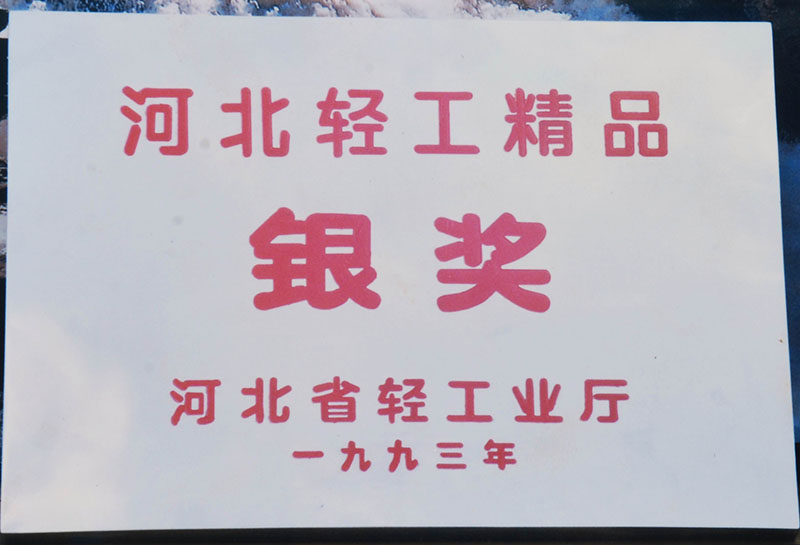 河北轻工精品
银奖
河北省轻工业厅
一九九三年